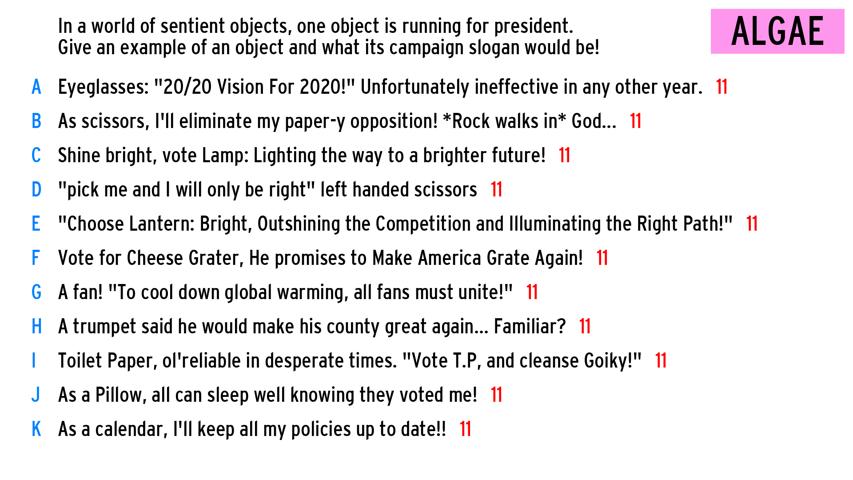 In a world of sentient objects, one object is running for president.
Give an example of an object and what its campaign slogan would be!
ALGAE
A Eyeglasses: "20/20 Vision For 2020!" Unfortunately ineffective in any other year. 11
B As scissors, I'll eliminate my paper-y opposition! *Rock walks in* God... 11
C Shine bright, vote Lamp: Lighting the way to a brighter future! 11
D "pick me and I will only be right" left handed scissors 11
E "Choose Lantern: Bright, Outshining the Competition and Illuminating the Right Path!" 11
F Vote for Cheese Grater, He promises to Make America Grate Again! 11
G A fan! "To cool down global warming, all fans must unite!" 11
H A trumpet said he would make his county great again... Familiar? 11
I Toilet Paper, ol'reliable in desperate times. "Vote T.P, and cleanse Goiky!" 11
J As a Pillow, all can sleep well knowing they voted me! 11
K As a calendar, I'll keep all my policies up to date!! 11